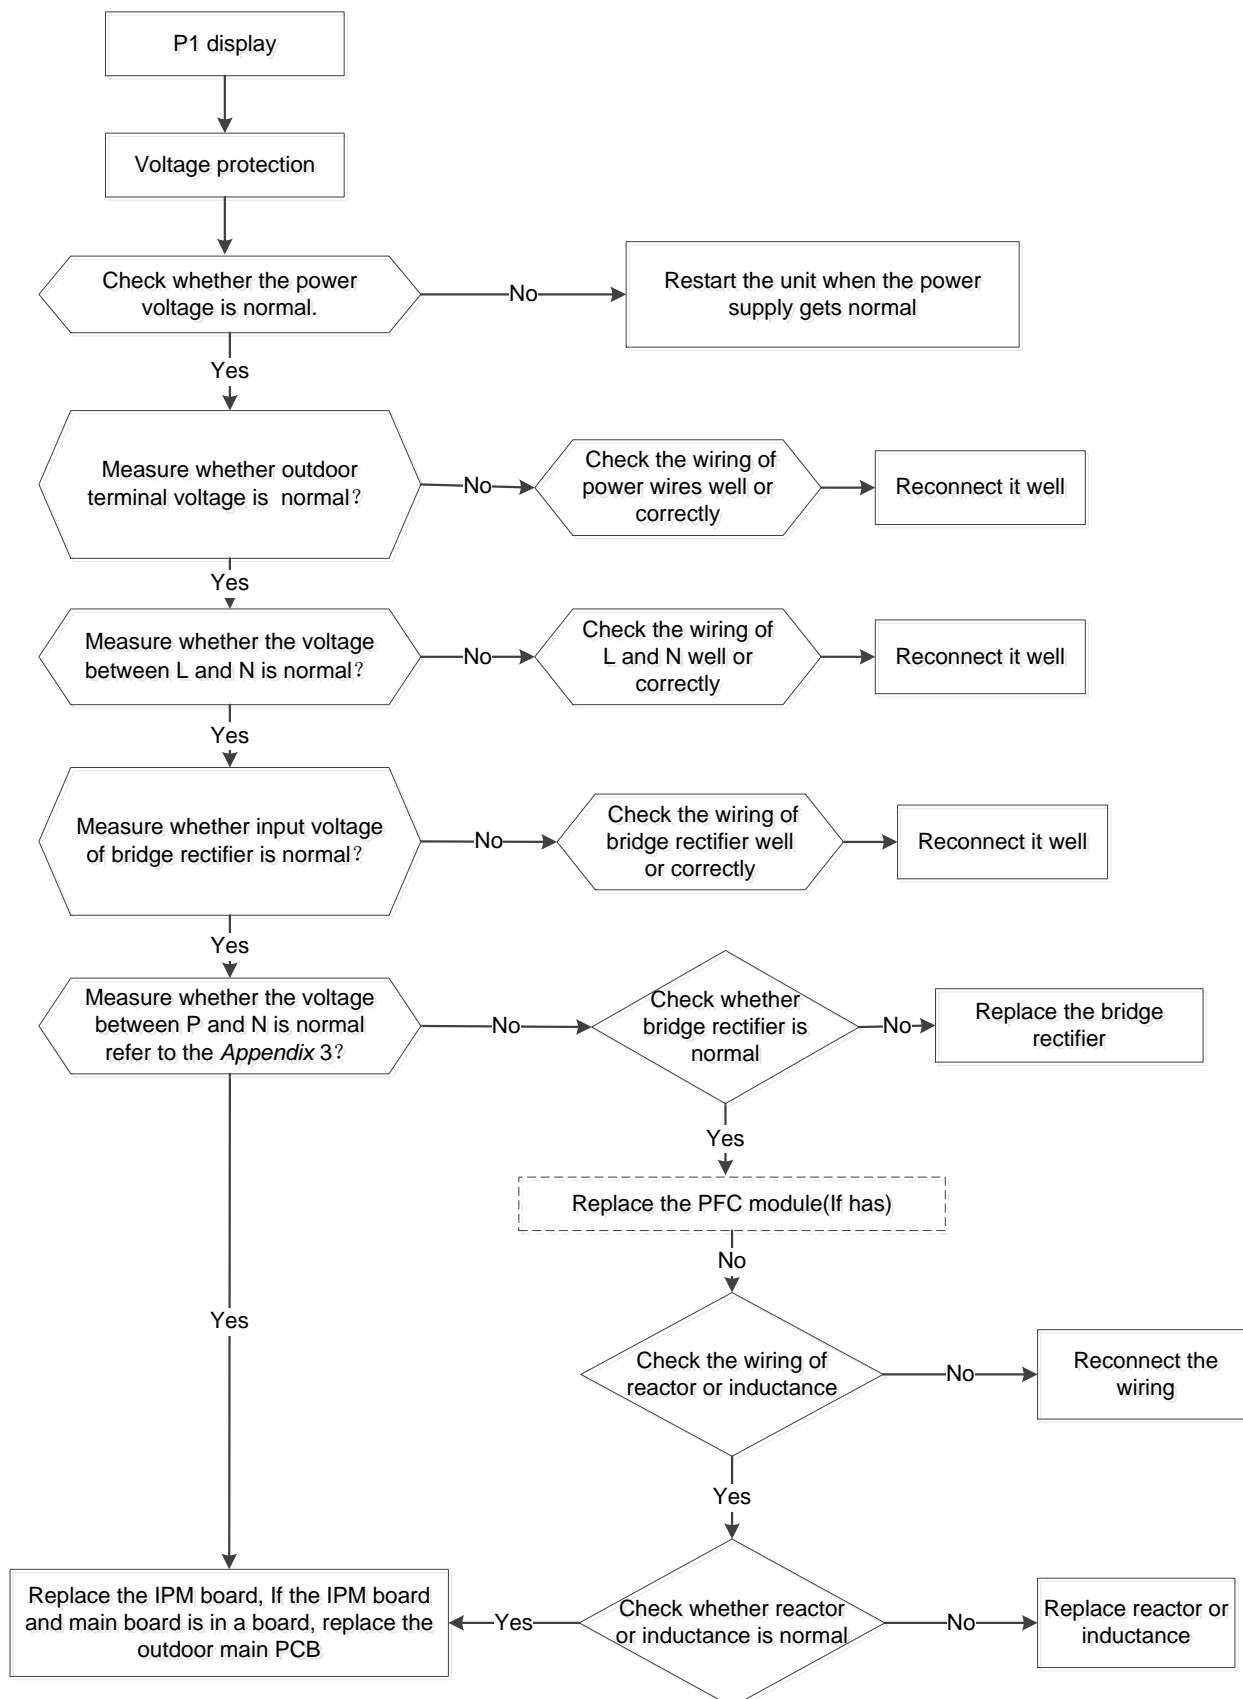 P1 display
Voltage protection
Check whether the power
voltage is normal.
No
Restart the unit when the power
supply gets normal
Yes
Measure whether outdoor
terminal voltage is  normal?
No
Check the wiring of
power wires well or
correctly
Reconnect it well
Yes
Measure whether the voltage
between L and N is normal?
No
Check the wiring of
L and N well or
correctly
Reconnect it well
Yes
Measure whether input voltage
of bridge rectifier is normal?
No
Check the wiring of
bridge rectifier well
or correctly
Reconnect it well
Yes
Measure whether the voltage
between P and N is normal
refer to the Appendix 3?
No
Check whether
bridge rectifier is
normal
No
Replace the bridge
rectifier
Yes
Replace the PFC module(If has)
No
Yes
Check the wiring of
reactor or inductance
No
Reconnect the
wiring
Yes
Replace the IPM board, If the IPM board
and main board is in a board, replace the
outdoor main PCB
Yes
Check whether reactor
or inductance is normal
No
Replace reactor or
inductance